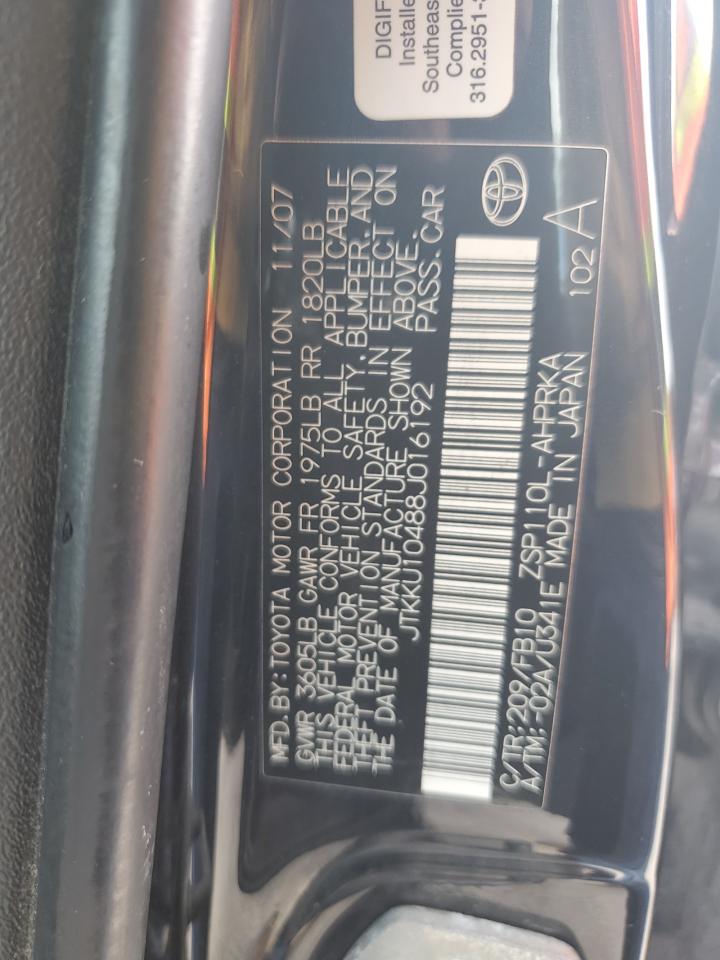 DIGIF
Installe
Southeas
Complie
316.2951-
MFD.BY:TOYOTA MOTOR CORPORATION 11/07
GVWR 3605LB GAWR FR 1975LB RR 1820LB
THIS VEHICLE CONFORMS TO ALL APPLICABLE
FEDERAL MOTOR VEHICLE SAFETY,BUMPER,AND
THEFT PREVENTION STANDARDS IN EFFECT ON
THE DATE OF MANUFACTURE SHOWN ABOVE.
JTKKU10488J016192 PASS.CAR
C/TR:209/FB10 ZSP110L-AHPRKA
A/TM:-02A/U341E MADE IN JAPAN
102 A